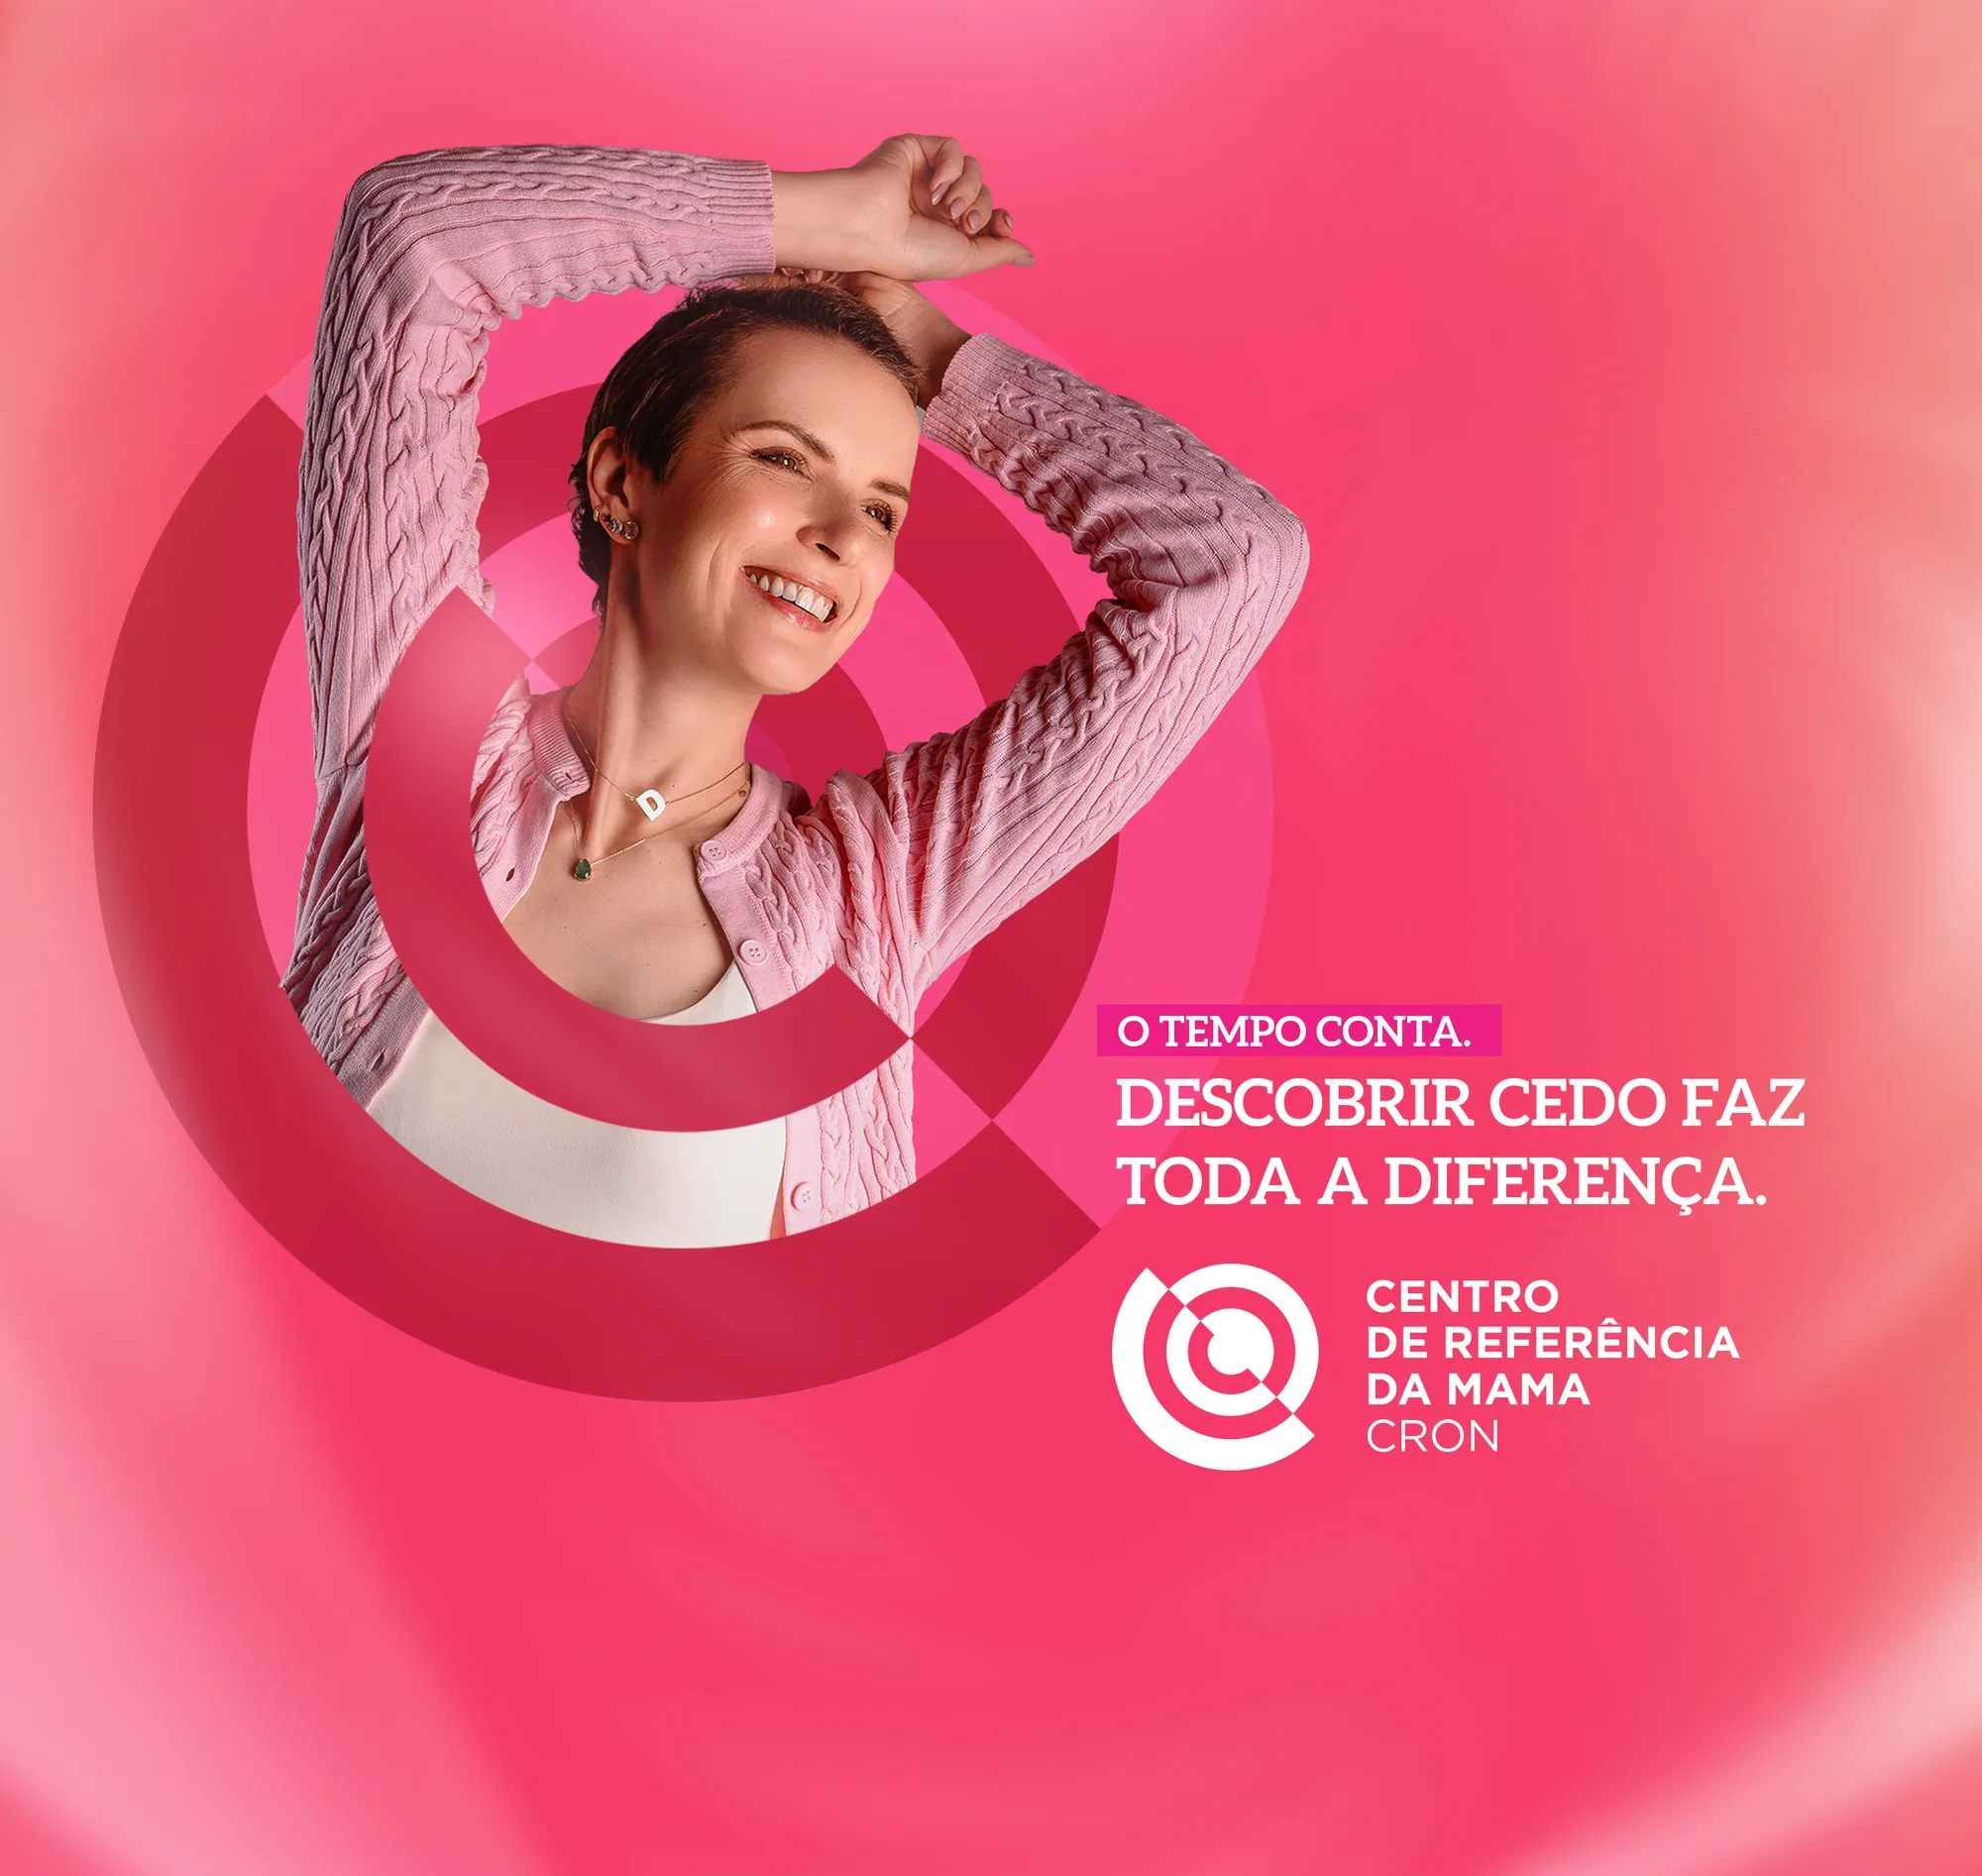 D
O TEMPO CONTA.
DESCOBRIR CEDO FAZ
TODA A DIFERENÇA.
CENTRO
DE REFERÊNCIA
DA MAMA
CRON